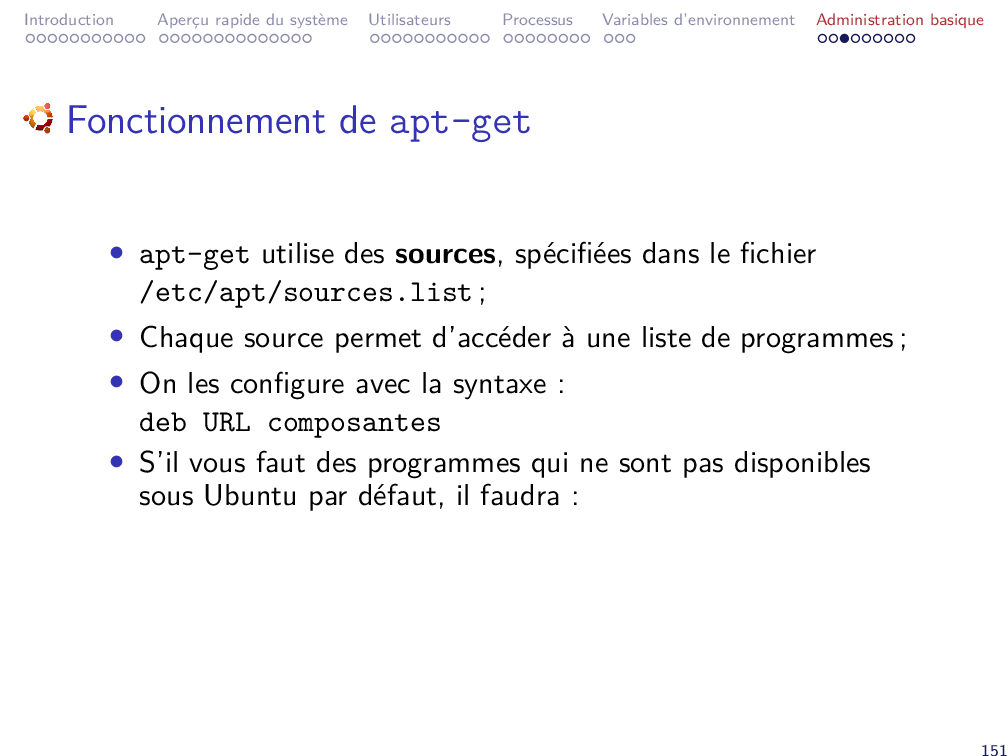 Introduction Aperçu rapide du système Utilisateurs Processus Variables d'environnement Administration basique
Fonctionnement de apt-get
• apt-get utilise des sources, spécifiées dans le fichier
/etc/apt/sources.list ;
• Chaque source permet d'accéder à une liste de programmes ;
• On les configure avec la syntaxe :
deb URL composantes
• S'il vous faut des programmes qui ne sont pas disponibles
sous Ubuntu par défaut, il faudra :
151